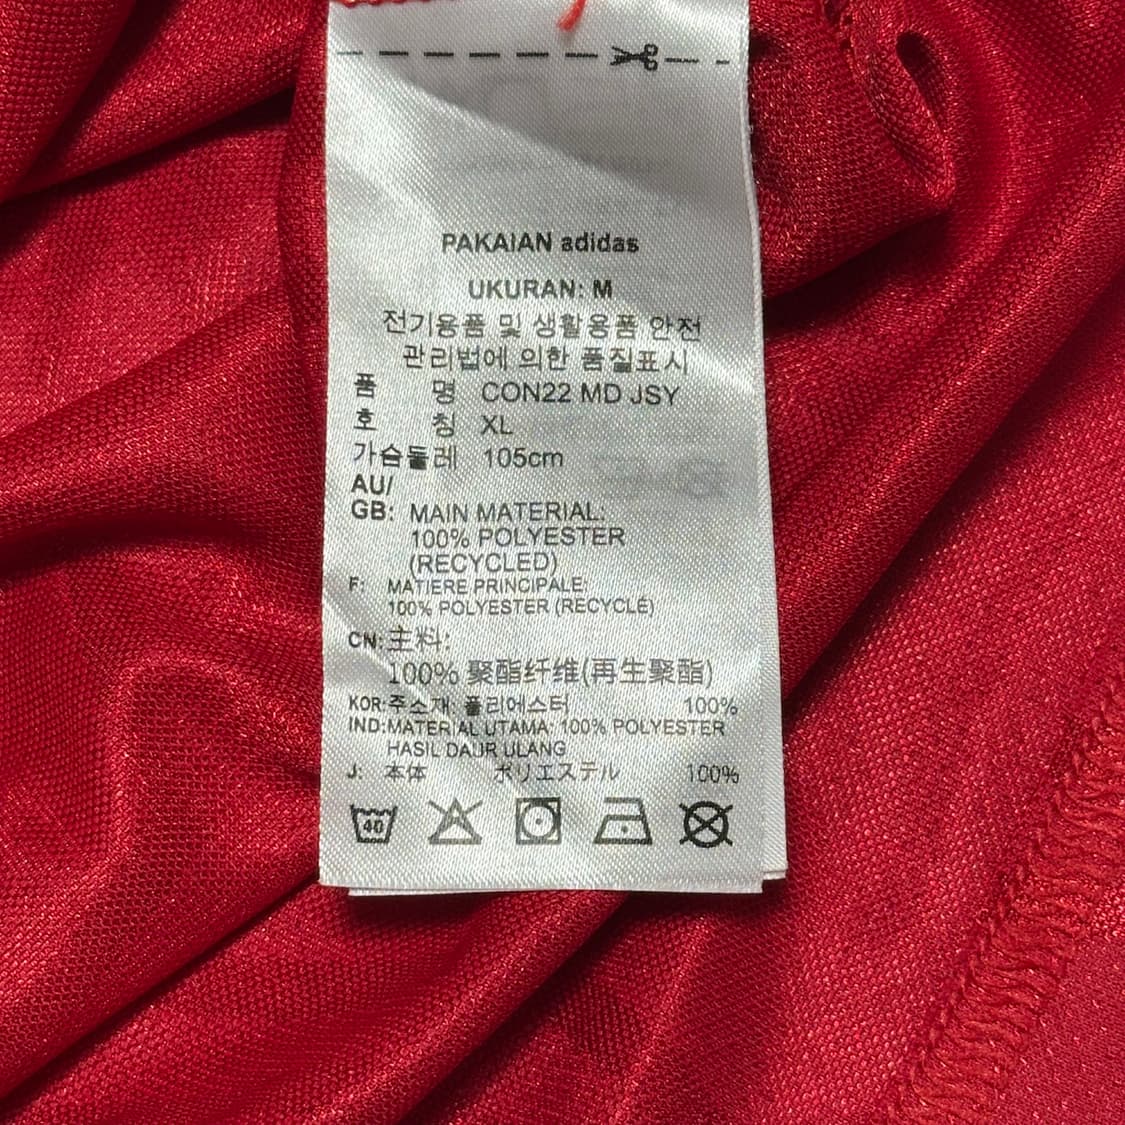 PAKAIAN adidas
UKURAN: M
전기용품 및 생활용품 안전
관리법에 의한 품질표시
품 명 CON22 MD JSY
호 칭 XL
가슴둘레 105cm
AU/
GB: MAIN MATERIAL:
100% POLYESTER
(RECYCLED)
F: MATIERE PRINCIPALE:
100% POLYESTER (RECYCLÉ)
CN: 主料:
100% 聚酯纤维(再生聚酯)
KOR: 주소재 폴리에스터 100%
IND: MATERIAL UTAMA: 100% POLYESTER
HASIL DAUR ULANG
J: 本体 ポリエステル 100%
40